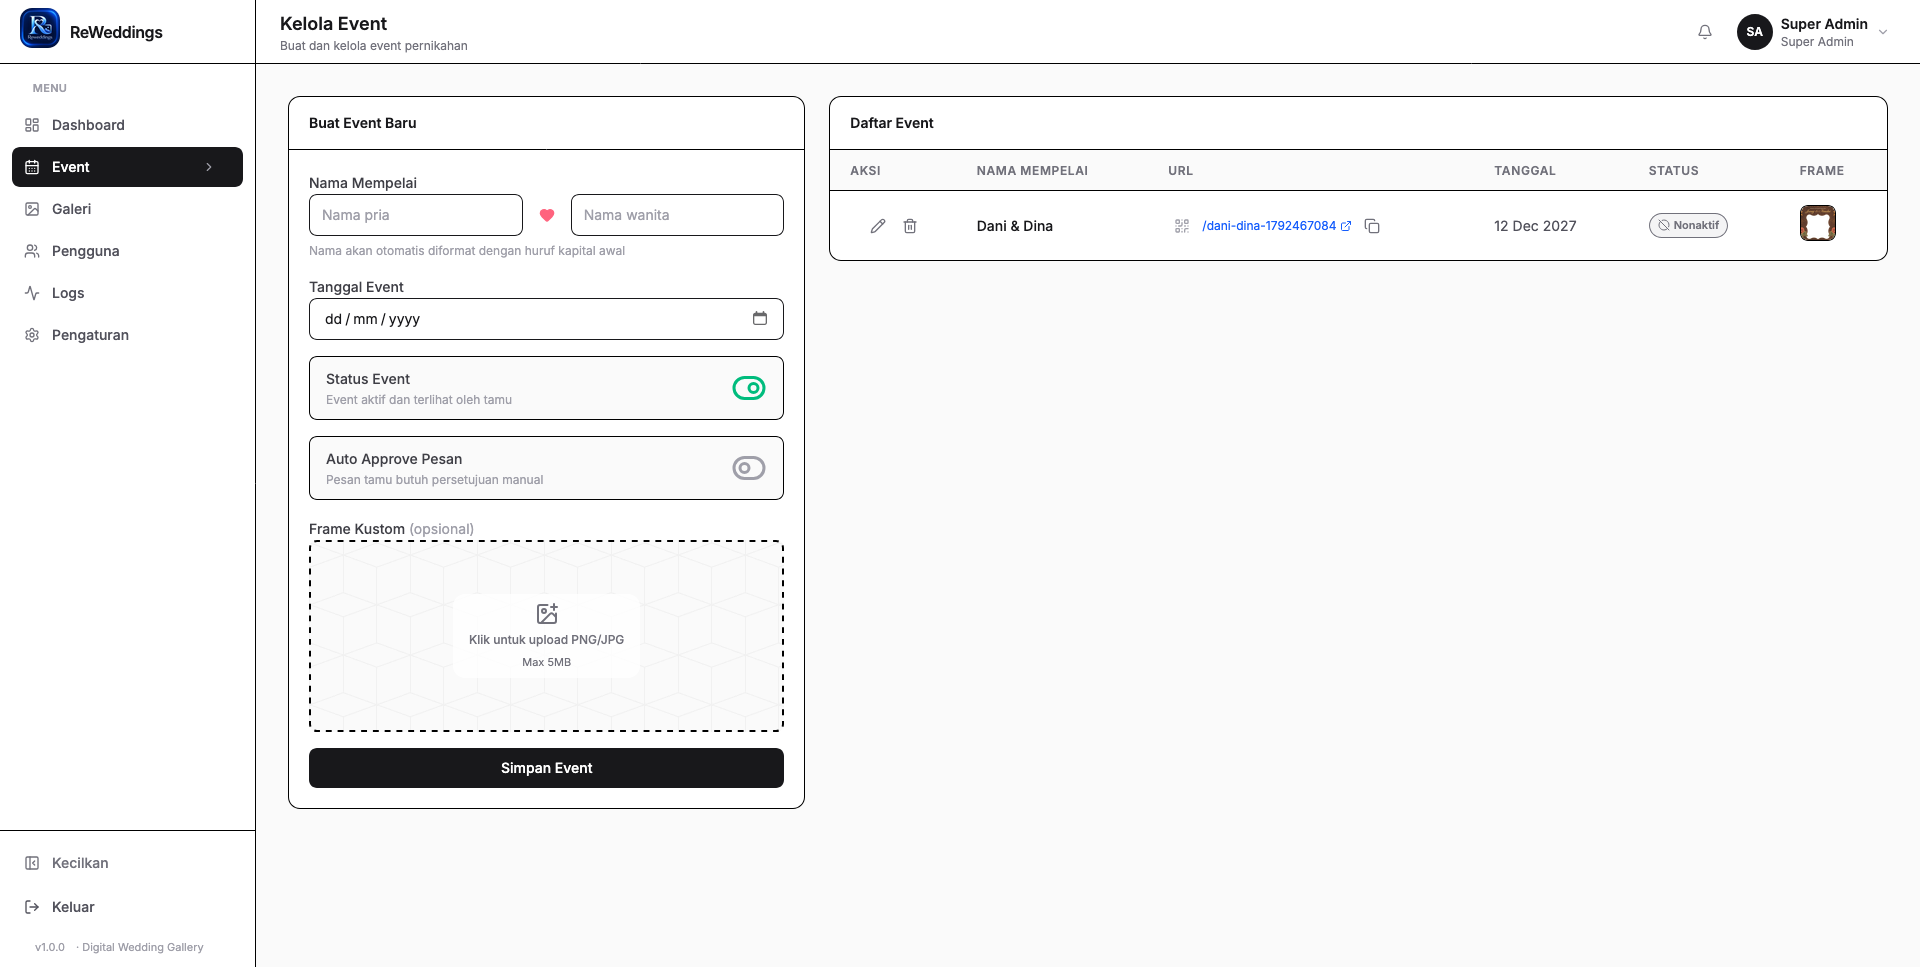 ReWeddings
MENU
Dashboard
Event
Galeri
Pengguna
Logs
Pengaturan
Kecilkan
Keluar
v1.0.0 · Digital Wedding Gallery
Kelola Event
Buat dan kelola event pernikahan
SA
Super Admin
Super Admin
Buat Event Baru
Nama Mempelai
Nama pria
Nama wanita
Nama akan otomatis diformat dengan huruf kapital awal
Tanggal Event
dd/mm/yyyy
Status Event
Event aktif dan terlihat oleh tamu
Auto Approve Pesan
Pesan tamu butuh persetujuan manual
Frame Kustom (opsional)
Klik untuk upload PNG/JPG
Max 5MB
Simpan Event
Daftar Event
AKSI NAMA MEMPELAI URL TANGGAL STATUS FRAME
Dani & Dina /dani-dina-1792467084 12 Dec 2027 Nonaktif